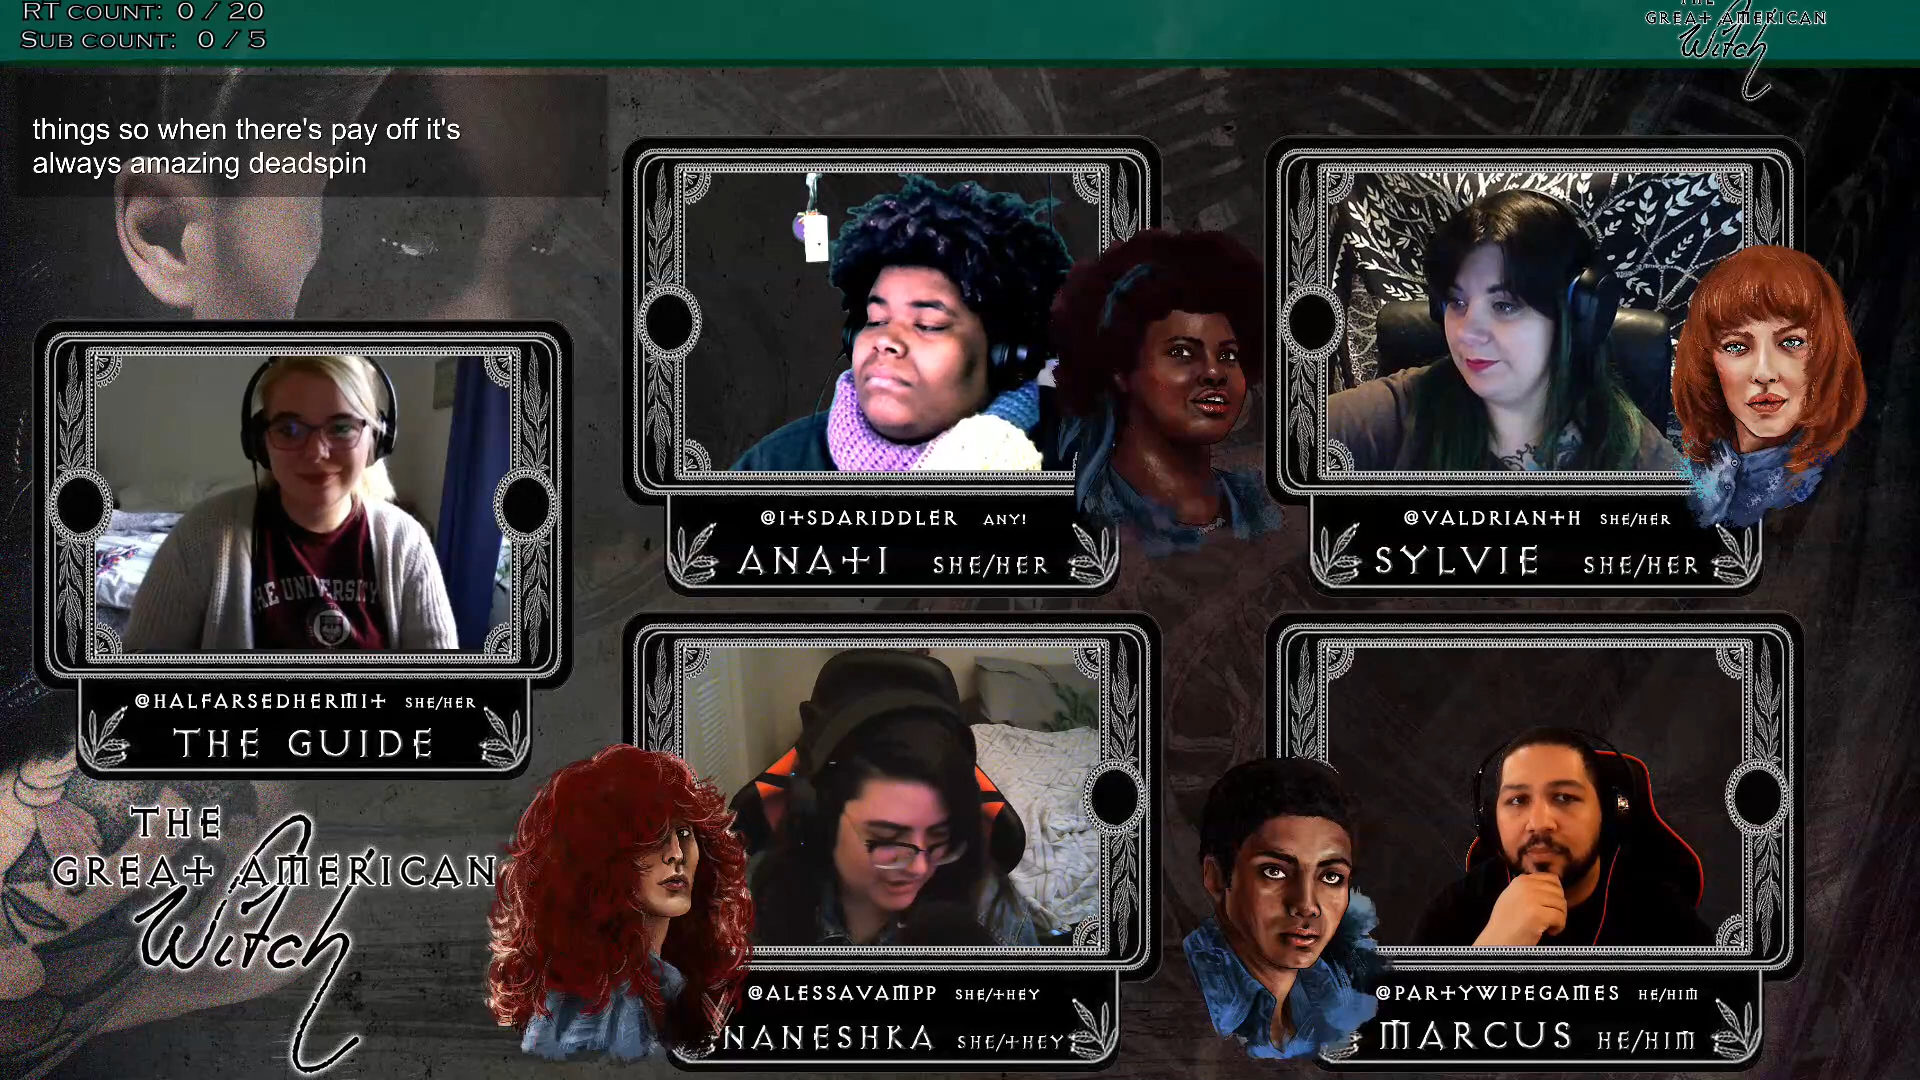 RT COUNT: 0 / 20
SUB COUNT: 0 / 5
THE
GREAT AMERICAN
Witch
things so when there's pay off it's
always amazing deadspin
@ITSDARIDDLER ANY!
ANATI SHE/HER
@VALDRIANTH SHE/HER
SYLVIE SHE/HER
THE UNIVERSITY
@HALFARSEDHERMIT SHE/HER
THE GUIDE
THE
GREAT AMERICAN
Witch
@ALESSAVAMPP SHE/THEY
NANESHKA SHE/THEY
@PARTYWIPEGAMES HE/HIM
MARCUS HE/HIM